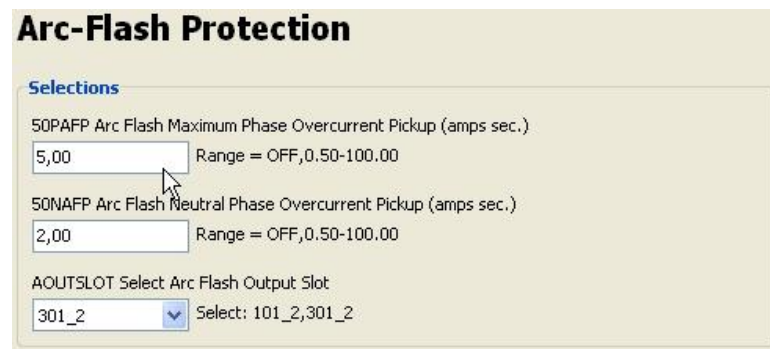 Arc-Flash Protection
Selections
50PAFP Arc Flash Maximum Phase Overcurrent Pickup (amps sec.)
5,00 Range = OFF,0.50-100.00
50NAFP Arc Flash Neutral Phase Overcurrent Pickup (amps sec.)
2,00 Range = OFF,0.50-100.00
AOUTSLOT Select Arc Flash Output Slot
301_2 Select: 101_2,301_2